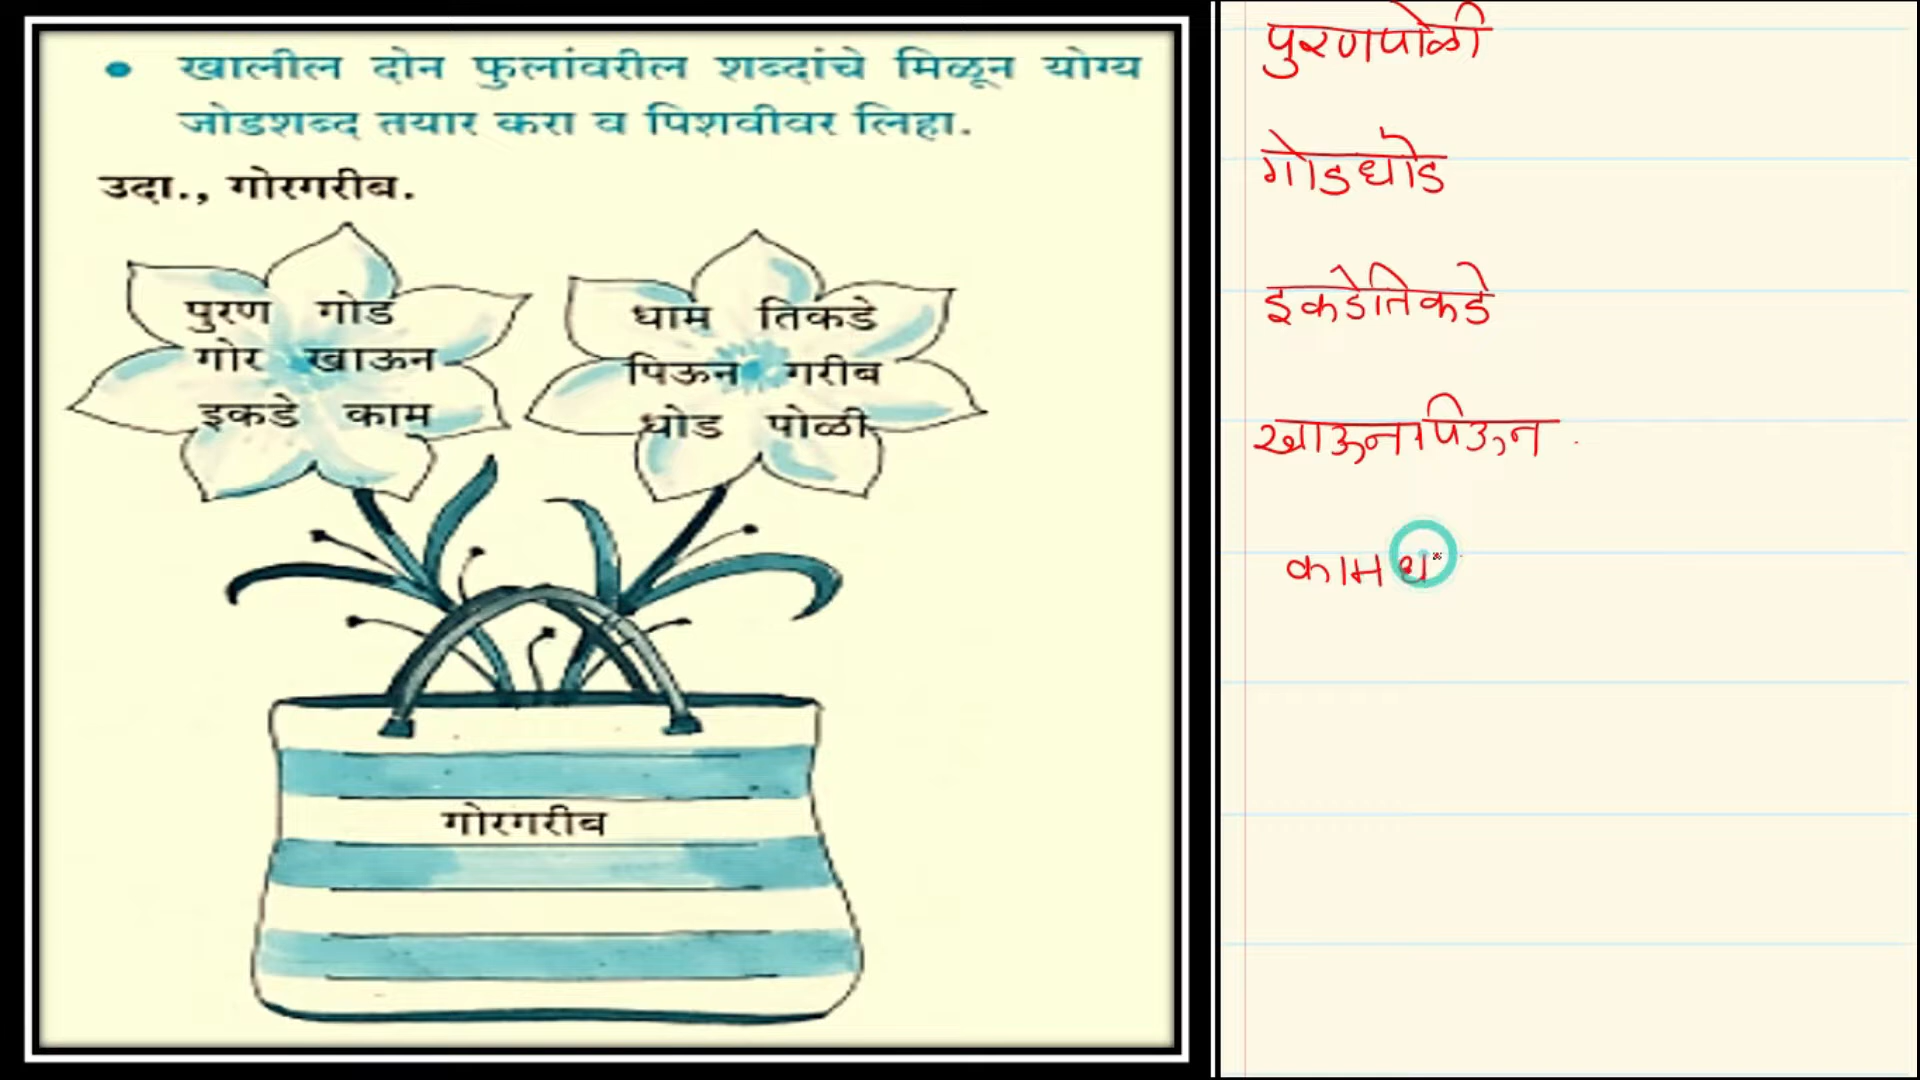 • खालील दोन फुलांवरील शब्दांचे मिळून योग्य
जोडशब्द तयार करा व पिशवीवर लिहा.
उदा., गोरगरीब.
पुरण गोड
गोर खाऊन
इकडे काम
धाम तिकडे
पिऊन गरीब
धोड पोळी
गोरगरीब
पुरणपोळी
गोडधोड
इकडेतिकडे
खाऊनपिऊन.
कामध